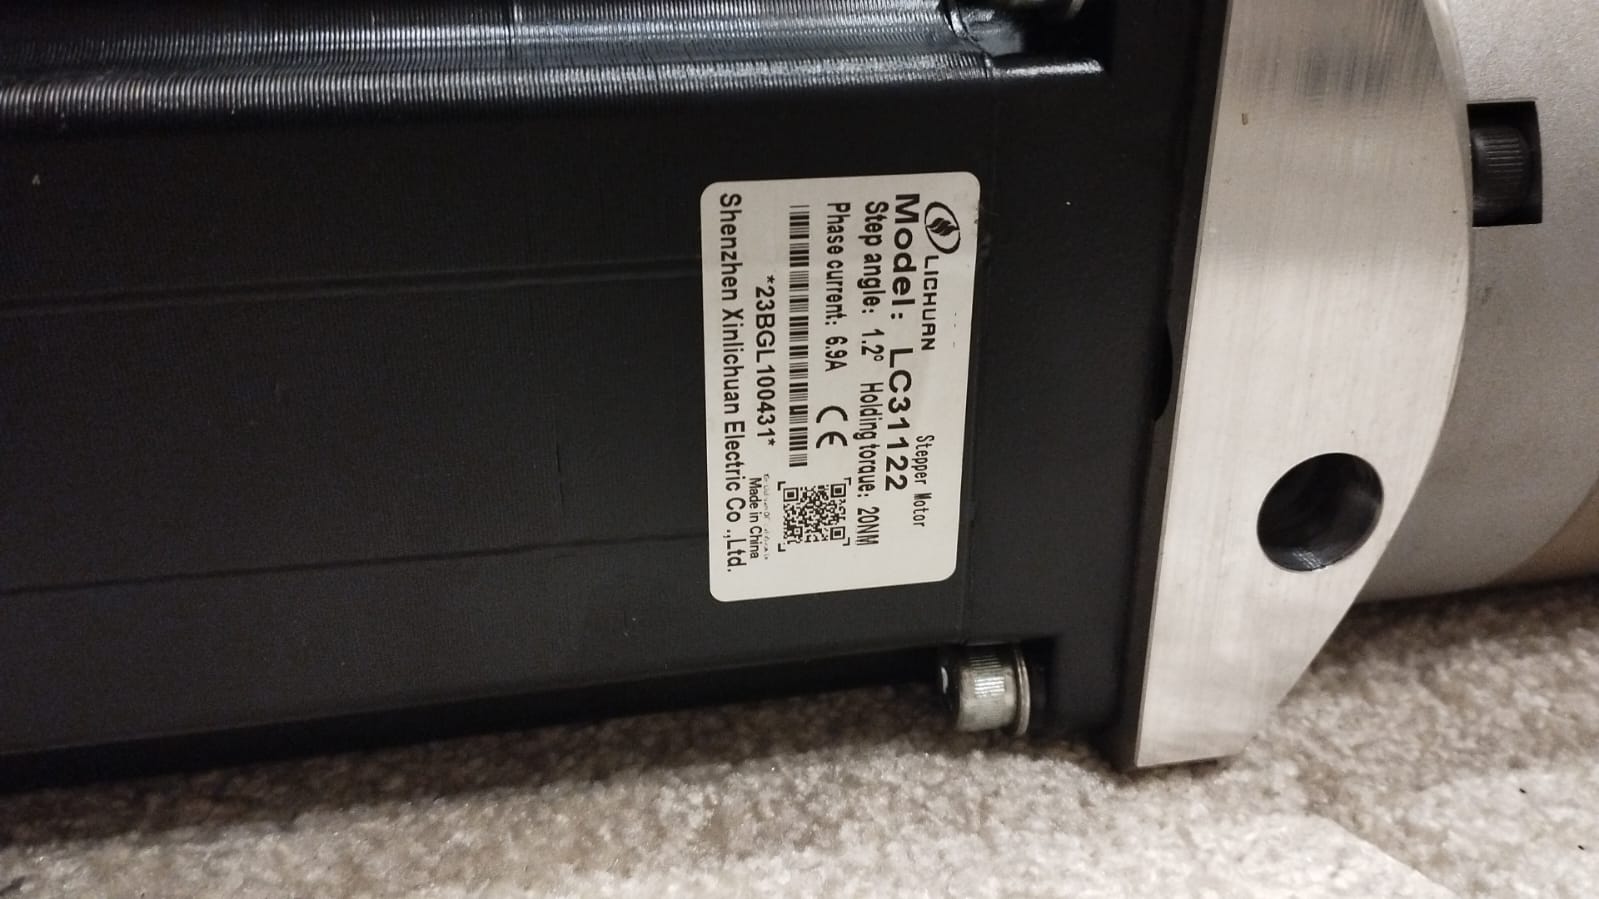 LICHUAN
Stepper Motor
Model: LC31122
Step angle: 1.2° Holding torque: 20NM
Phase current: 6.9A CE
*23BGL100431*
Made in China
Shenzhen Xinlichuan Electric Co.,Ltd.